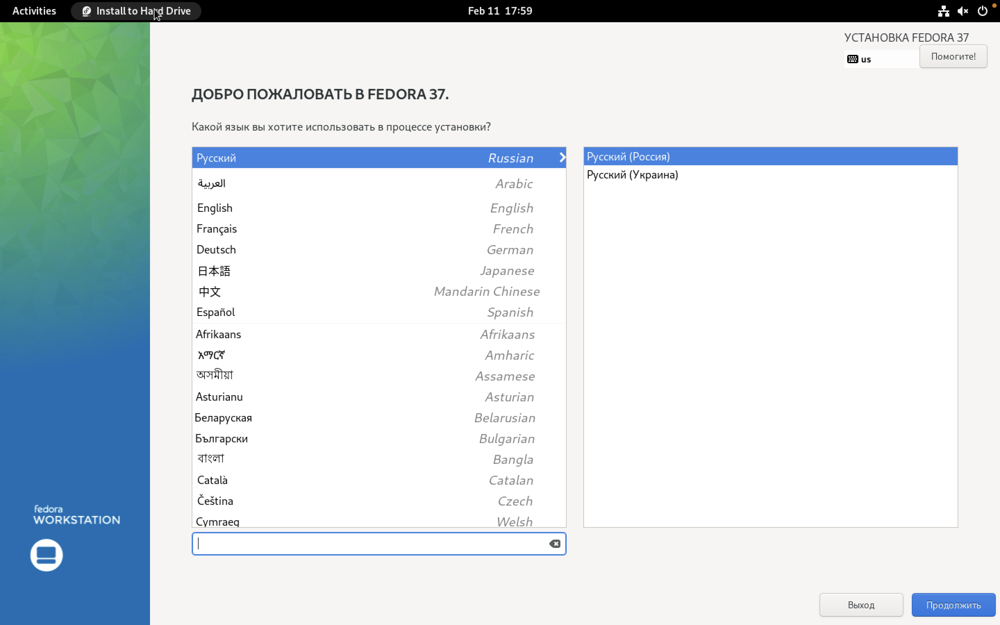 Activities Install to Hard Drive Feb 11 17:59
УСТАНОВКА FEDORA 37
us Помогите!
ДОБРО ПОЖАЛОВАТЬ В FEDORA 37.
Какой язык вы хотите использовать в процессе установки?
Русский Russian
العربية Arabic
English English
Français French
Deutsch German
日本語 Japanese
中文 Mandarin Chinese
Español Spanish
Afrikaans Afrikaans
አማርኛ Amharic
অসমীয়া Assamese
Asturianu Asturian
Беларуская Belarusian
Български Bulgarian
বাংলা Bangla
Català Catalan
Čeština Czech
Cymraeg Welsh
Русский (Россия)
Русский (Украина)
fedora
WORKSTATION
Выход Продолжить